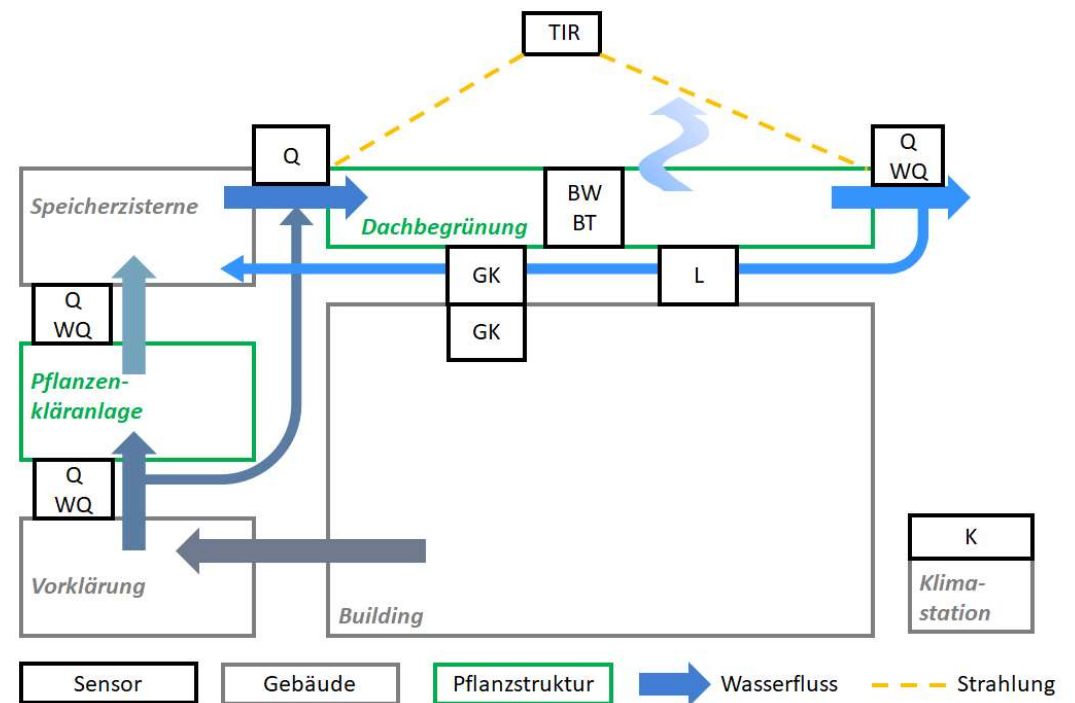 TIR
Q
Q
WQ
Speicherzisterne
BW
BT
Dachbegrünung
GK
L
Q
WQ
GK
Pflanzen-
kläranlage
Q
WQ
K
Vorklärung
Building
Klima-
station
Sensor
Gebäude
Pflanzstruktur
Wasserfluss
Strahlung